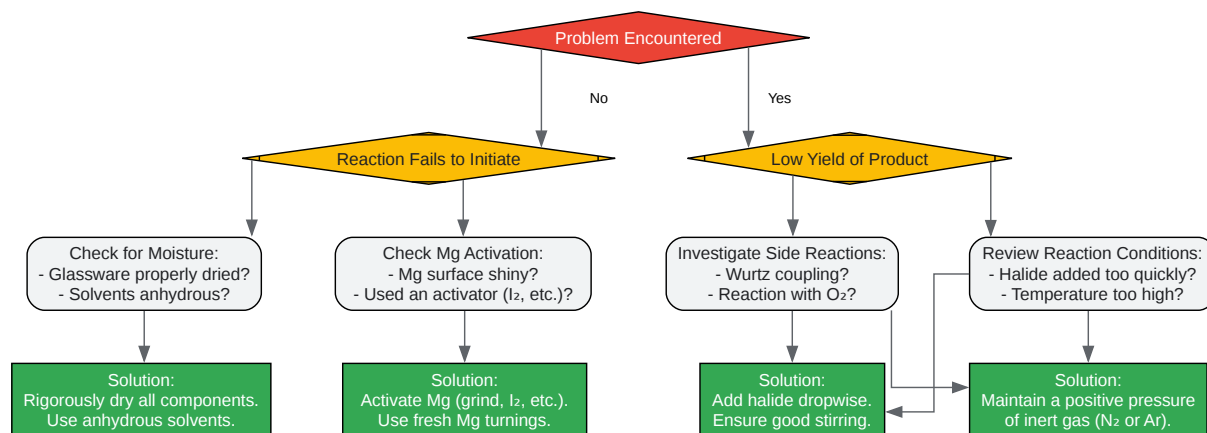 Problem Encountered
No
Yes
Reaction Fails to Initiate
Low Yield of Product
Check for Moisture:
- Glassware properly dried?
- Solvents anhydrous?
Check Mg Activation:
- Mg surface shiny?
- Used an activator (I₂, etc.)?
Investigate Side Reactions:
- Wurtz coupling?
- Reaction with O₂?
Review Reaction Conditions:
- Halide added too quickly?
- Temperature too high?
Solution:
Rigorously dry all components.
Use anhydrous solvents.
Solution:
Activate Mg (grind, I₂, etc.).
Use fresh Mg turnings.
Solution:
Add halide dropwise.
Ensure good stirring.
Solution:
Maintain a positive pressure
of inert gas (N₂ or Ar).